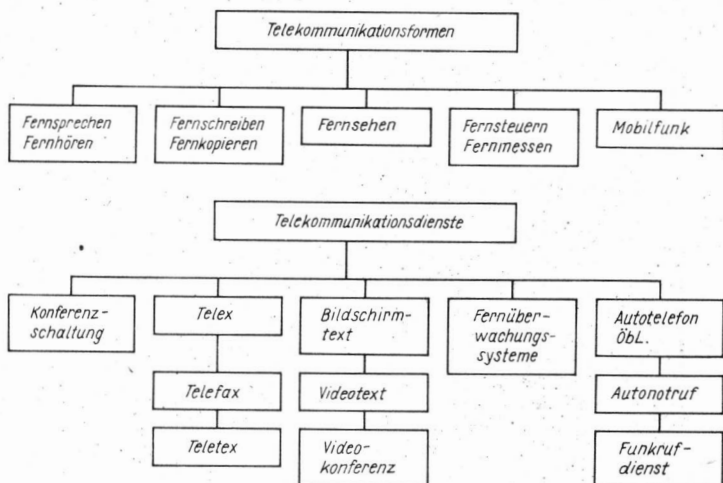 Telekommunikationsformen
Fernsprechen
Fernhören
Fernschreiben
Fernkopieren
Fernsehen
Fernsteuern
Fernmessen
Mobilfunk
Telekommunikationsdienste
Konferenz-
schaltung
Telex
Telefax
Teletex
Bildschirm-
text
Videotext
Video-
konferenz
Fernüber-
wachungs-
systeme
Autotelefon
ÖbL.
Autonotruf
Funkruf-
dienst